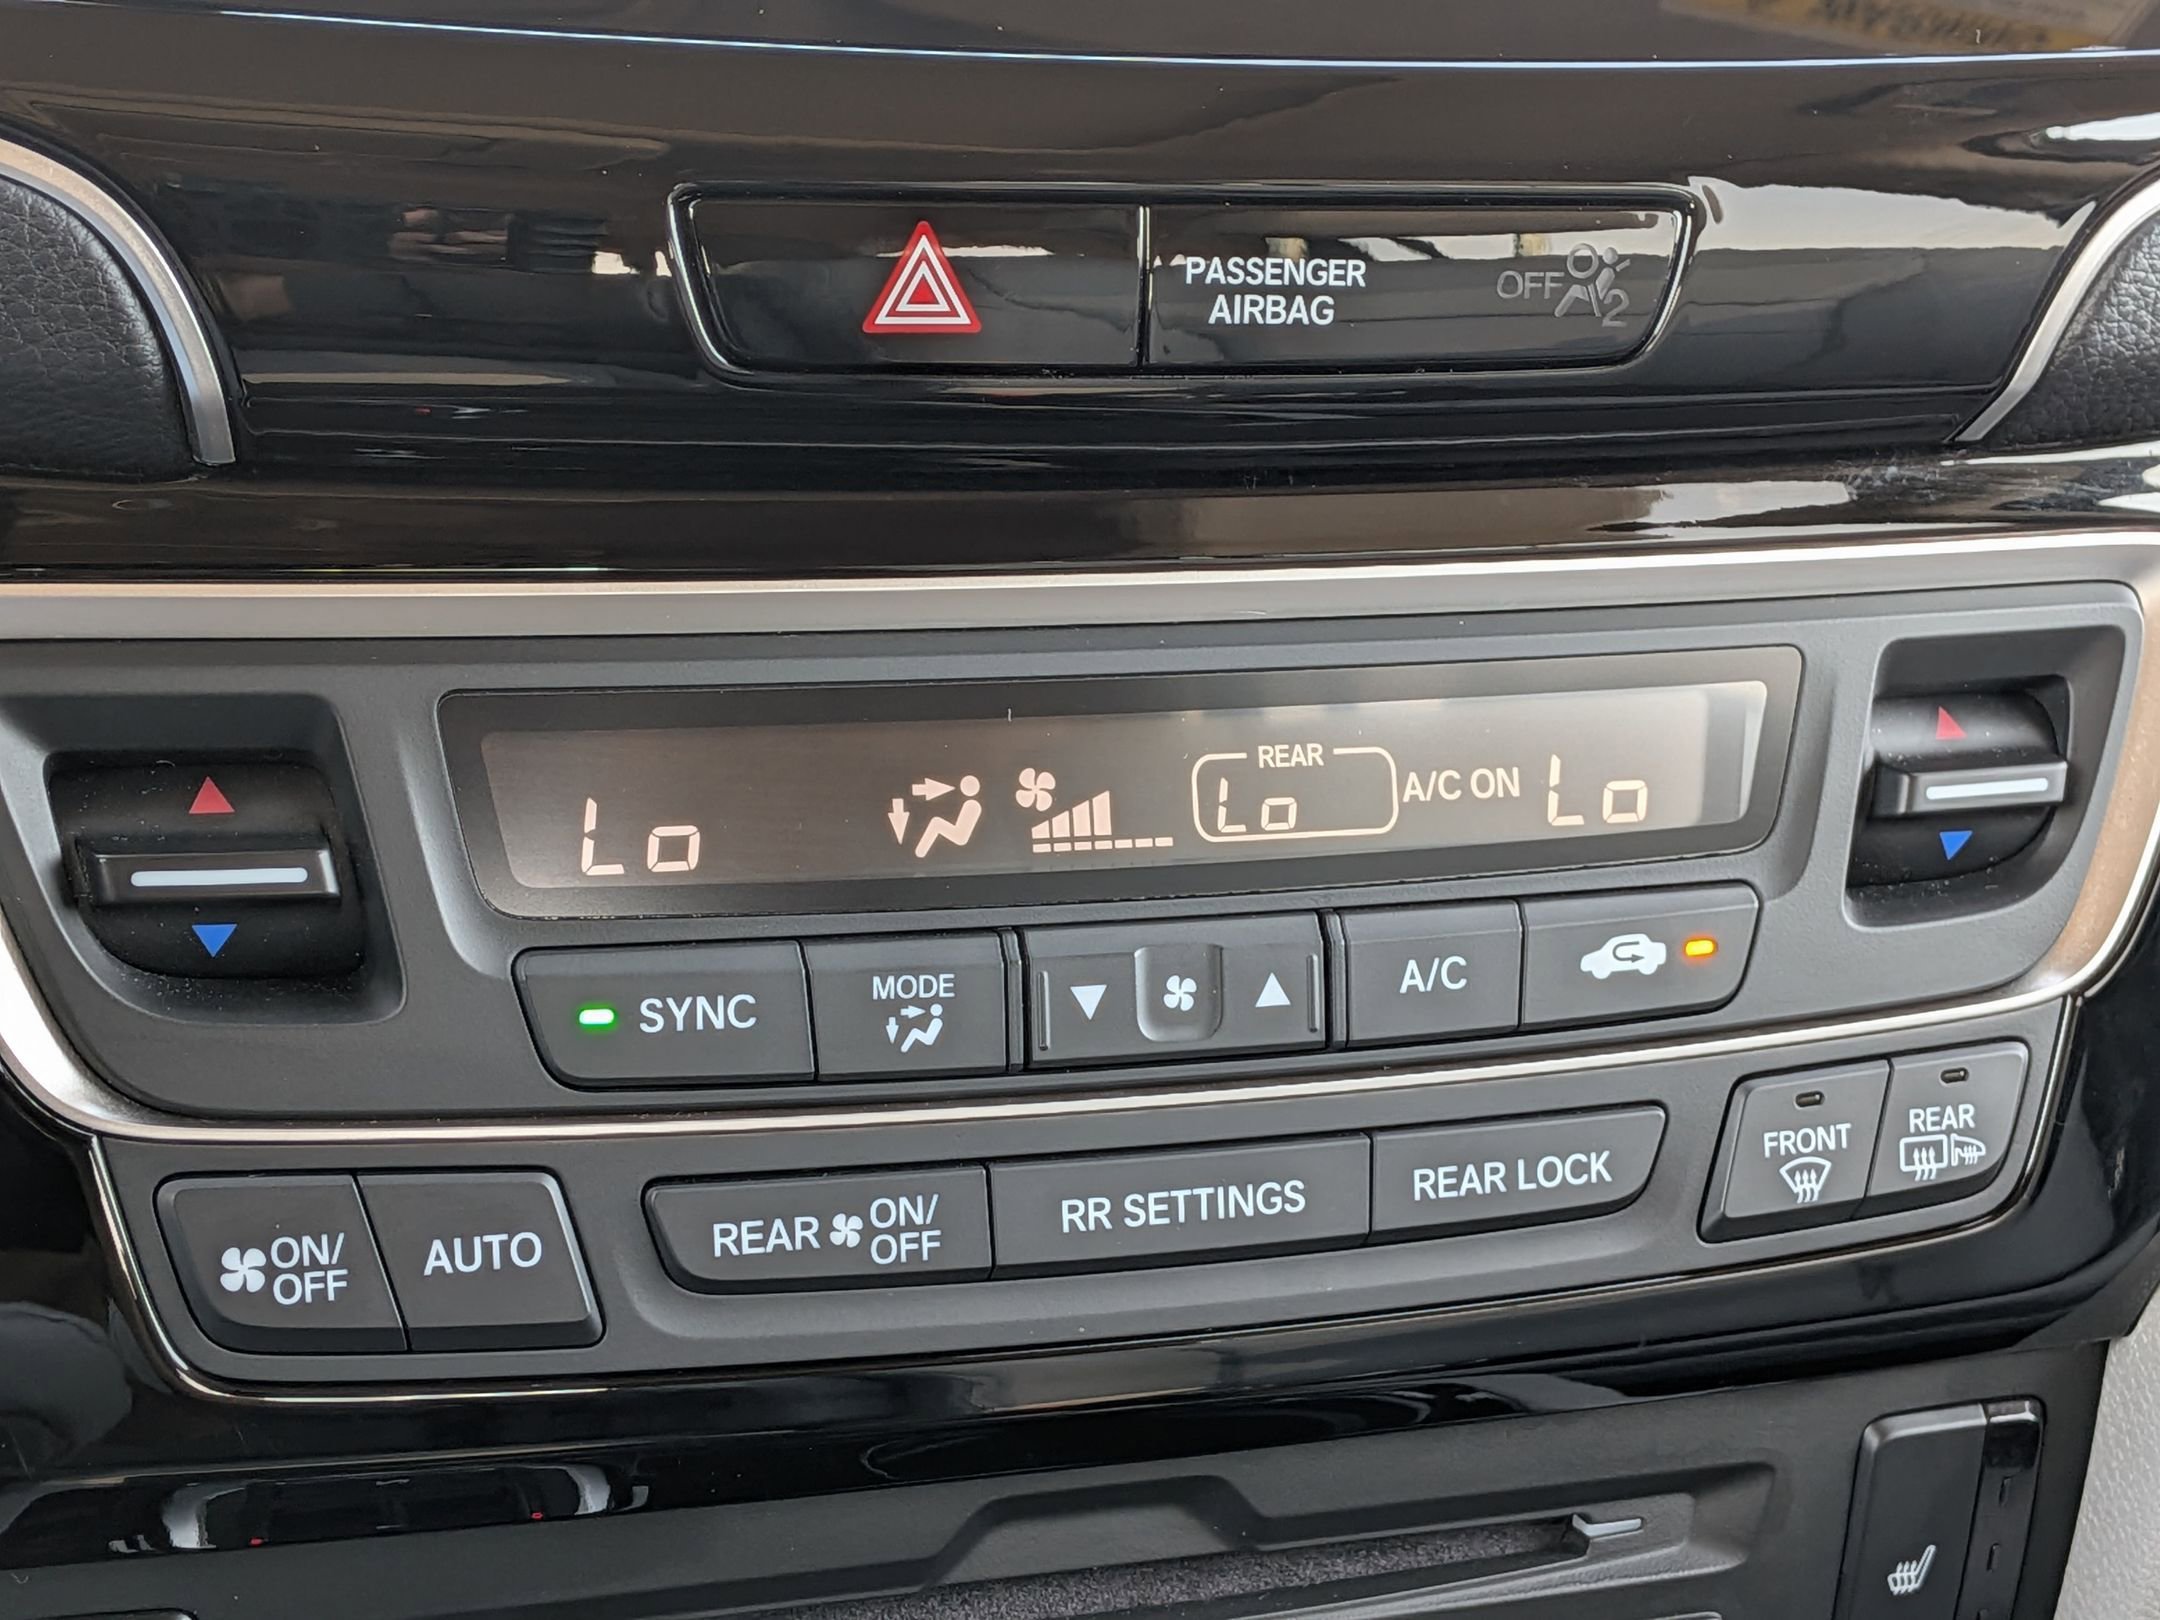 PASSENGER
AIRBAG
OFF
2
REAR
Lo
Lo
A/C ON
Lo
SYNC
MODE
A/C
FRONT
REAR
ON/
OFF
AUTO
REAR
ON/
OFF
RR SETTINGS
REAR LOCK